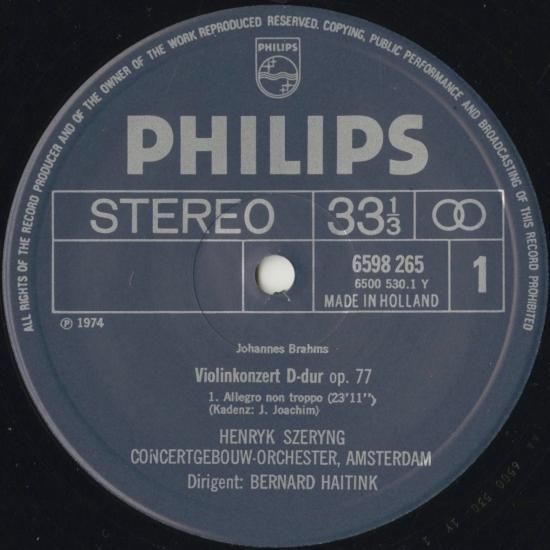 ALL RIGHTS OF THE RECORD PRODUCER AND OF THE OWNER OF THE WORK REPRODUCED RESERVED. COPYING, PUBLIC PERFORMANCE AND BROADCASTING OF THIS RECORD PROHIBITED
PHILIPS
PHILIPS
STEREO 33 1/3
6598 265
6500 530.1 Y
MADE IN HOLLAND
1
℗ 1974
Johannes Brahms
Violinkonzert D-dur op. 77
1. Allegro non troppo (23'11")
(Kadenz: J. Joachim)
HENRYK SZERYNG
CONCERTGEBOUW-ORCHESTER, AMSTERDAM
Dirigent: BERNARD HAITINK